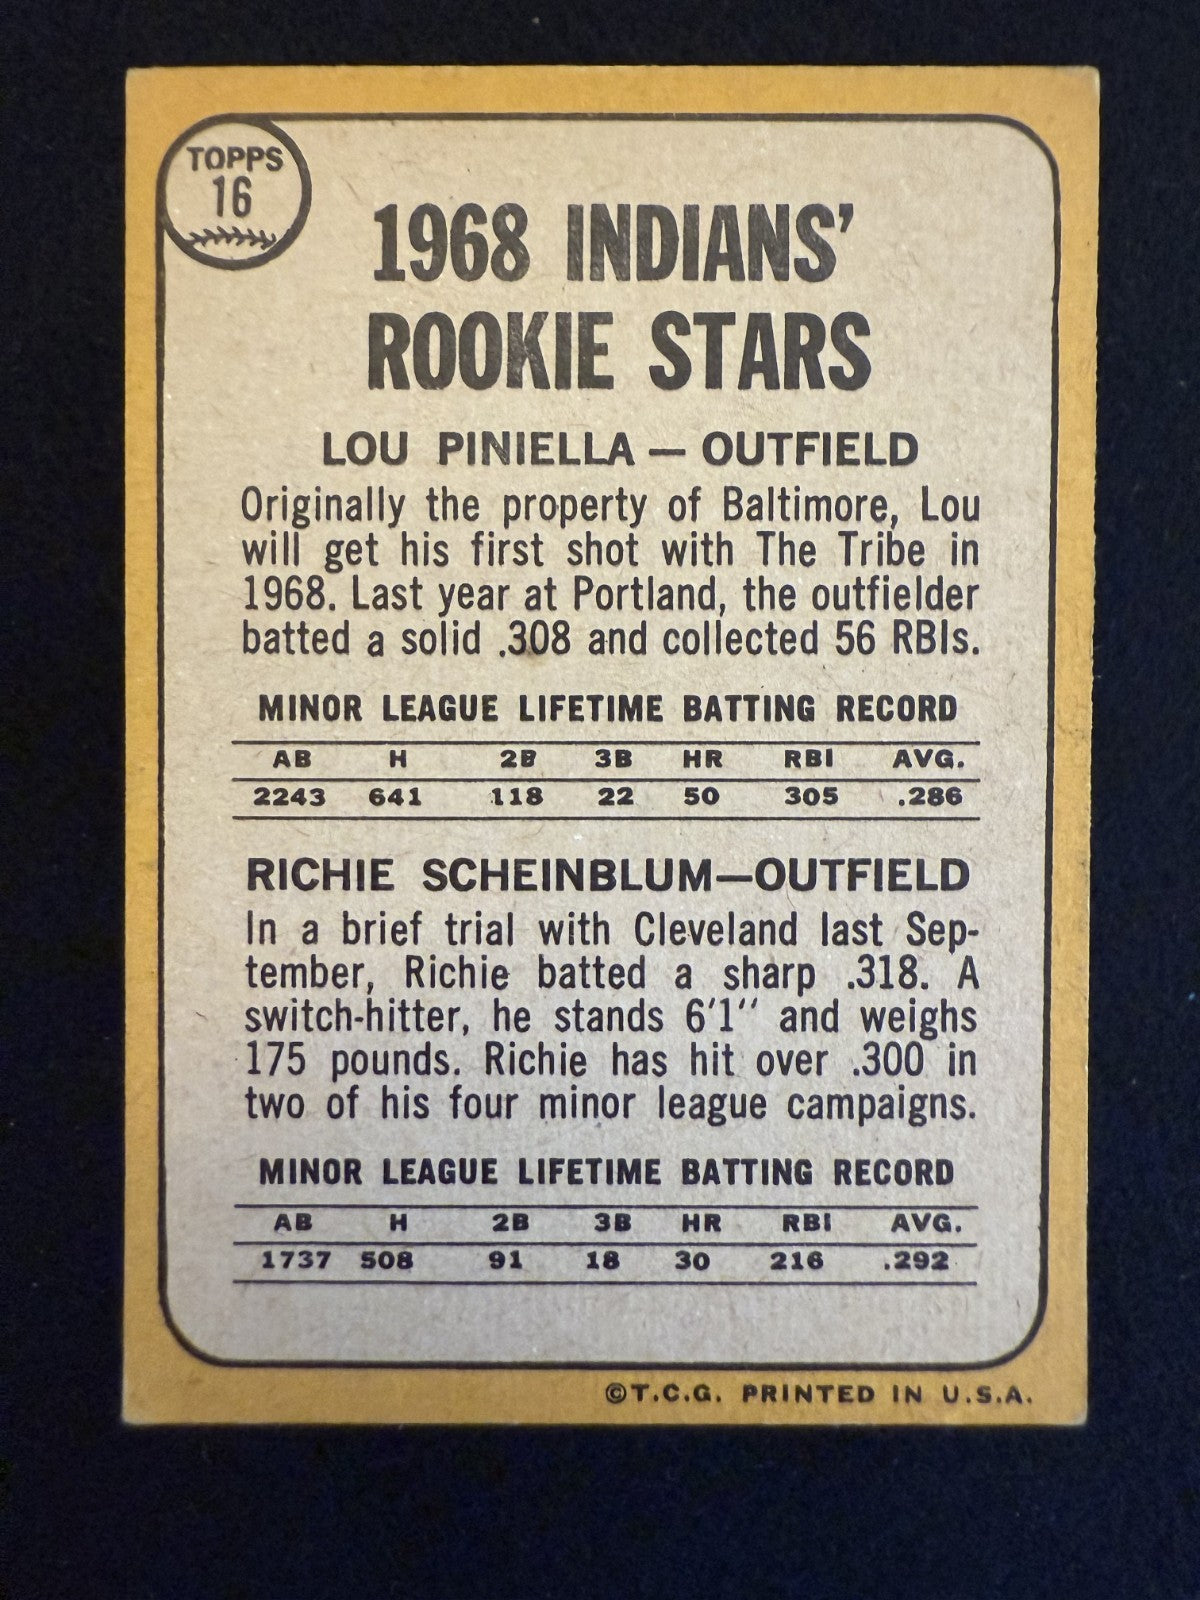 TOPPS
16
1968 INDIANS'
ROOKIE STARS
LOU PINIELLA — OUTFIELD
Originally the property of Baltimore, Lou
will get his first shot with The Tribe in
1968. Last year at Portland, the outfielder
batted a solid .308 and collected 56 RBIs.
MINOR LEAGUE LIFETIME BATTING RECORD
AB H 2B 3B HR RBI AVG.
2243 641 118 22 50 305 .286
RICHIE SCHEINBLUM—OUTFIELD
In a brief trial with Cleveland last Sep-
tember, Richie batted a sharp .318. A
switch-hitter, he stands 6'1'' and weighs
175 pounds. Richie has hit over .300 in
two of his four minor league campaigns.
MINOR LEAGUE LIFETIME BATTING RECORD
AB H 2B 3B HR RBI AVG.
1737 508 91 18 30 216 .292
©T.C.G. PRINTED IN U.S.A.